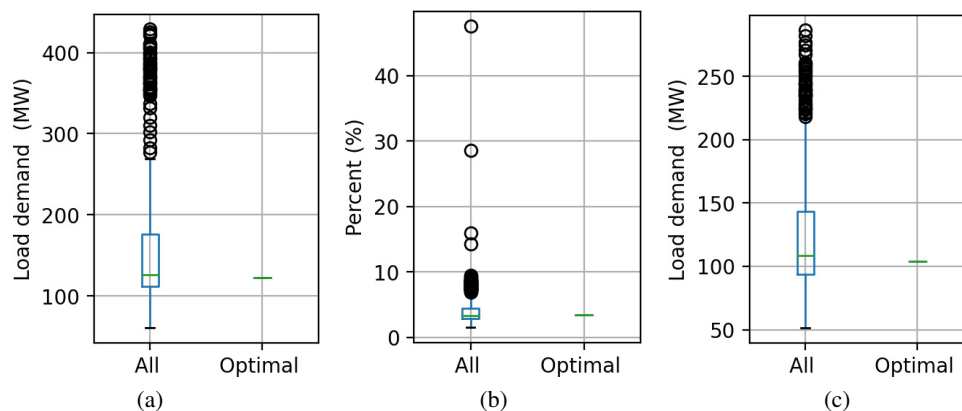 Load demand (MW)
400
300
200
100
All
Optimal
(a)
Percent (%)
40
30
20
10
0
All
Optimal
(b)
Load demand (MW)
250
200
150
100
50
All
Optimal
(c)